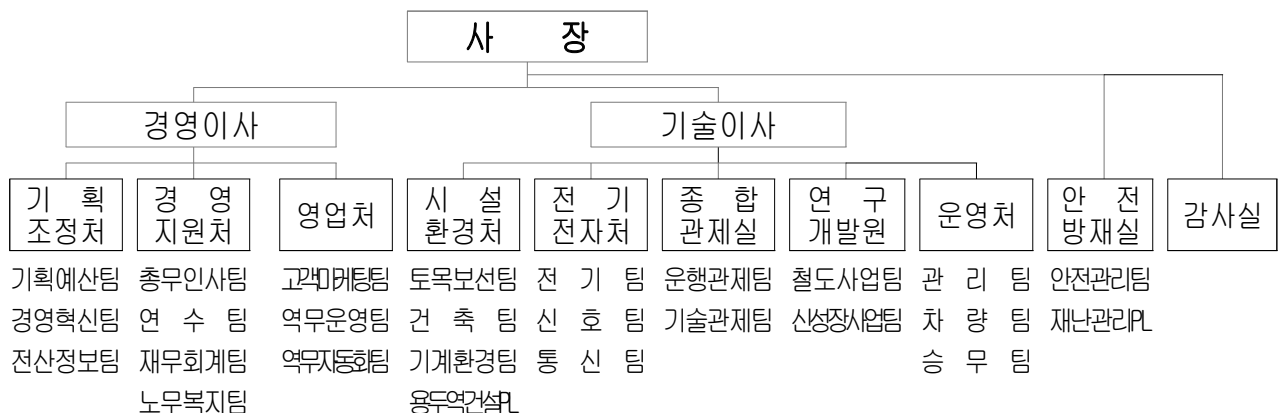 사 장
경영이사 기술이사
기 획 경 영 시 설 전 기 종 합 연 구 안 전
조정처 지원처 영업처 환경처 전자처 관제실 개발원 운영처 방재실 감사실
기획예산팀 총무인사팀 고객마케팅팀 토목보선팀 전 기 팀 운행관제팀 철도사업팀 관 리 팀 안전관리팀
경영혁신팀 연 수 팀 역무운영팀 건 축 팀 신 호 팀 기술관제팀 신성장사업팀 차 량 팀 재난관리PL
전산정보팀 재무회계팀 역무자동화팀 기계환경팀 통 신 팀 승 무 팀
노무복지팀 용두역건설PL